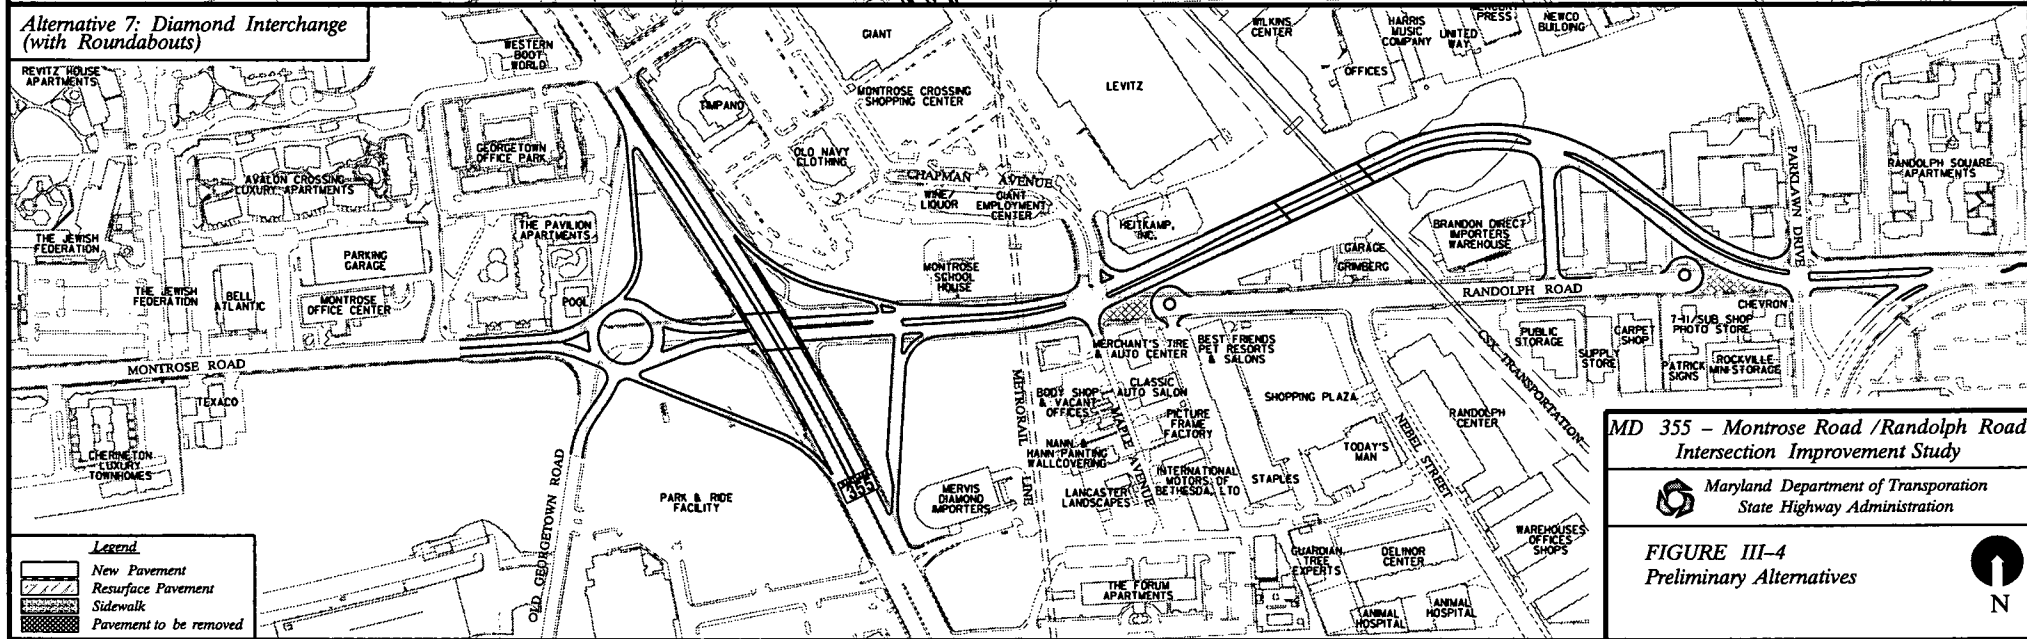 Alternative 7: Diamond Interchange
(with Roundabouts)
REVITZ HOUSE
APARTMENTS
WESTERN
BOOT
WORLD
GIANT
TIMPANO
MONTROSE CROSSING
SHOPPING CENTER
LEVITZ
WILKINS
CENTER
HARRIS
MUSIC
COMPANY
UNITED
WAY
PRESS
NEWCO
BUILDING
OFFICES
GEORGETOWN
OFFICE PARK
OLD NAVY
CLOTHING
AVALON CROSSING
LUXURY APARTMENTS
CHAPMAN AVENUE
WINE/
LIQUOR
GIANT
EMPLOYMENT
CENTER
PARKLAWN DRIVE
RANDOLPH SQUARE
APARTMENTS
THE JEWISH
FEDERATION
THE PAVILION
APARTMENTS
HEITKAMP,
INC.
BRANDON DIRECT
IMPORTERS
WAREHOUSE
GARAGE
GRIMBERG
PARKING
GARAGE
MONTROSE
SCHOOL
HOUSE
THE JEWISH
FEDERATION
BELL
ATLANTIC
MONTROSE
OFFICE CENTER
POOL
RANDOLPH ROAD
CHEVRON
7-11/SUB SHOP
PHOTO STORE
PUBLIC
STORAGE
CARPET
SHOP
SUPPLY
STORE
PATRICK
SIGNS
ROCKVILLE
MINI STORAGE
CSX TRANSPORTATION
MERCHANT'S TIRE
& AUTO CENTER
BEST FRIENDS
PET RESORTS
& SALONS
MONTROSE ROAD
TEXACO
METRORAIL LINE
BODY SHOP
& VACANT
OFFICES
CLASSIC
AUTO SALON
MAPLE AVENUE
PICTURE
FRAME
FACTORY
SHOPPING PLAZA
NEBEL STREET
RANDOLPH
CENTER
TODAY'S
MAN
CHERINGTON
LUXURY
TOWNHOMES
HANN &
HANN PAINTING
WALLCOVERING
INTERNATIONAL
MOTORS OF
BETHESDA, LTD
STAPLES
355
OLD GEORGETOWN ROAD
PARK & RIDE
FACILITY
MERVIS
DIAMOND
IMPORTERS
LANCASTER
LANDSCAPES
WAREHOUSES
OFFICES
SHOPS
GUARDIAN
TREE
EXPERTS
DELINOR
CENTER
THE FORUM
APARTMENTS
ANIMAL
HOSPITAL
ANIMAL
HOSPITAL
Legend
New Pavement
Resurface Pavement
Sidewalk
Pavement to be removed
MD 355 – Montrose Road /Randolph Road
Intersection Improvement Study
Maryland Department of Transporation
State Highway Administration
FIGURE III–4
Preliminary Alternatives
N